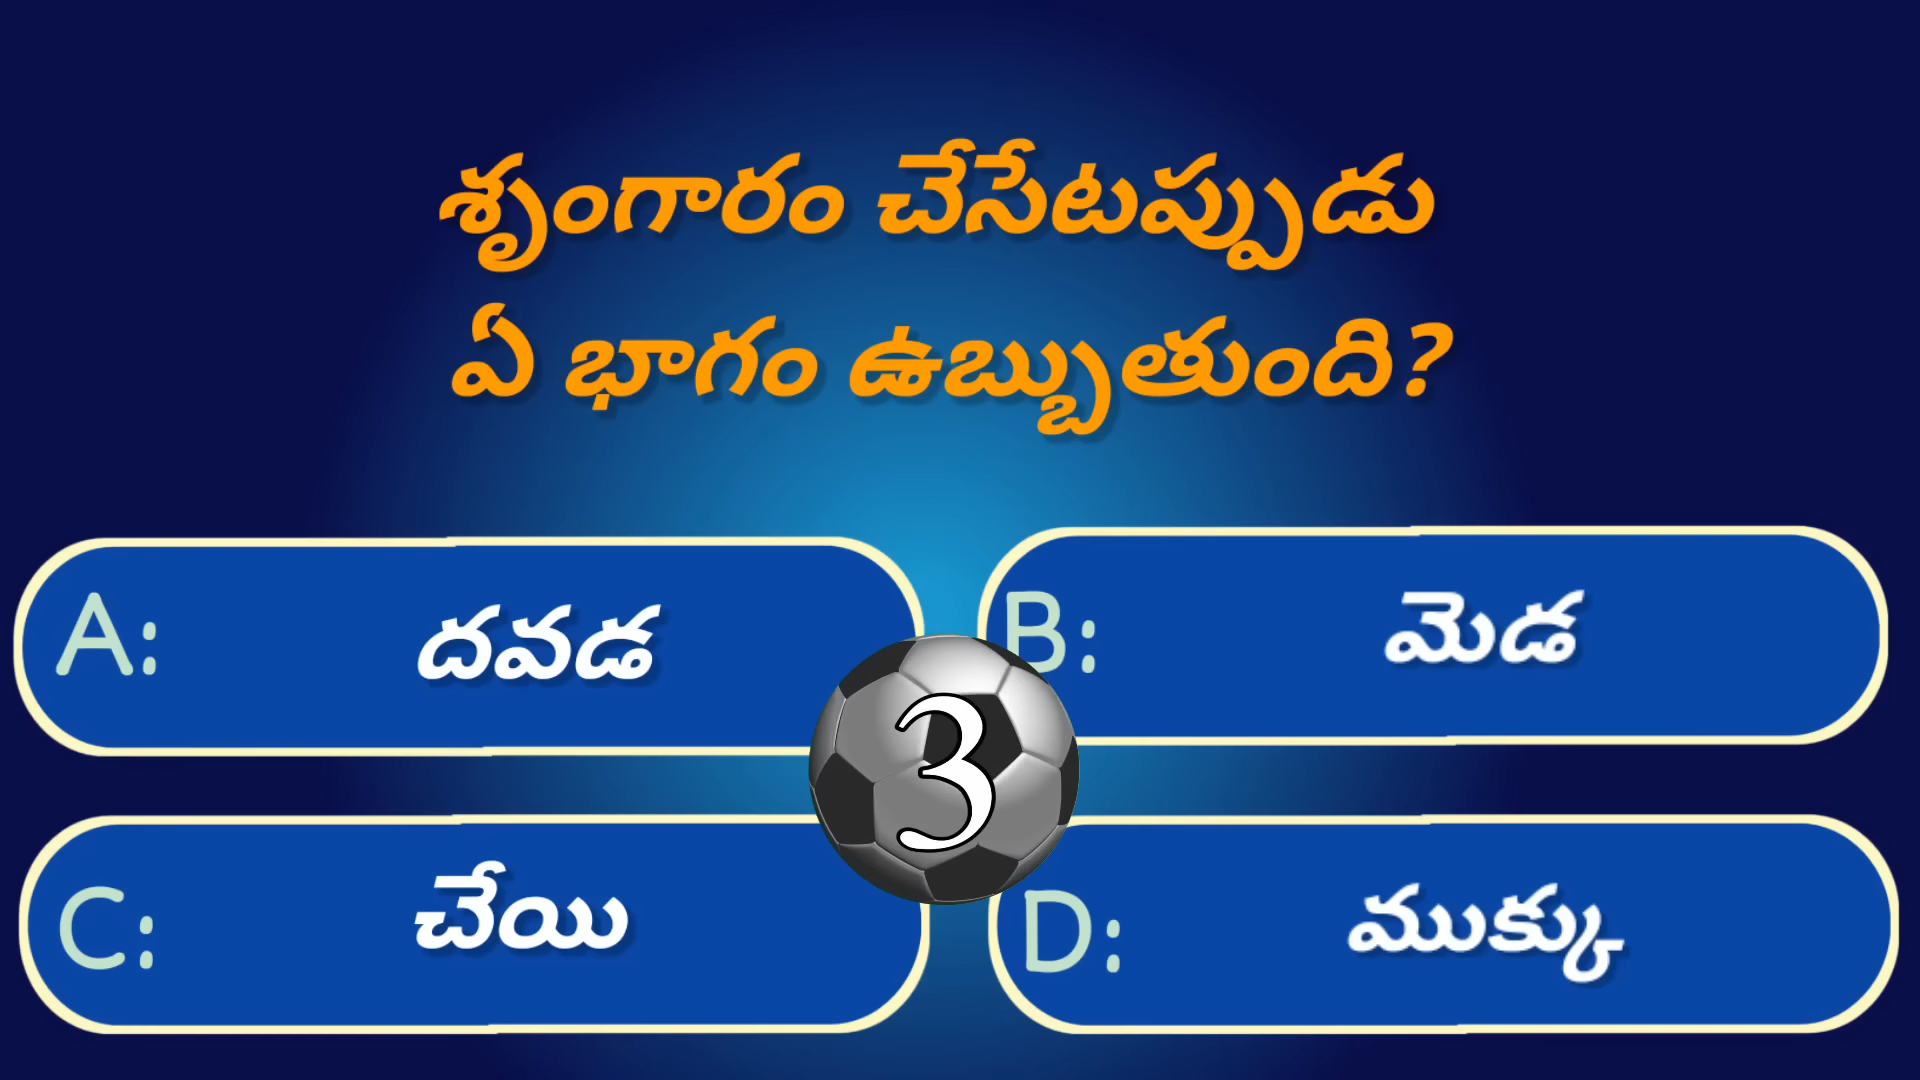 శృంగారం చేసేటప్పుడు
ఏ భాగం ఉబ్బుతుంది?
A: దవడ
B: మెడ
3
C: చేయి
D: ముక్కు